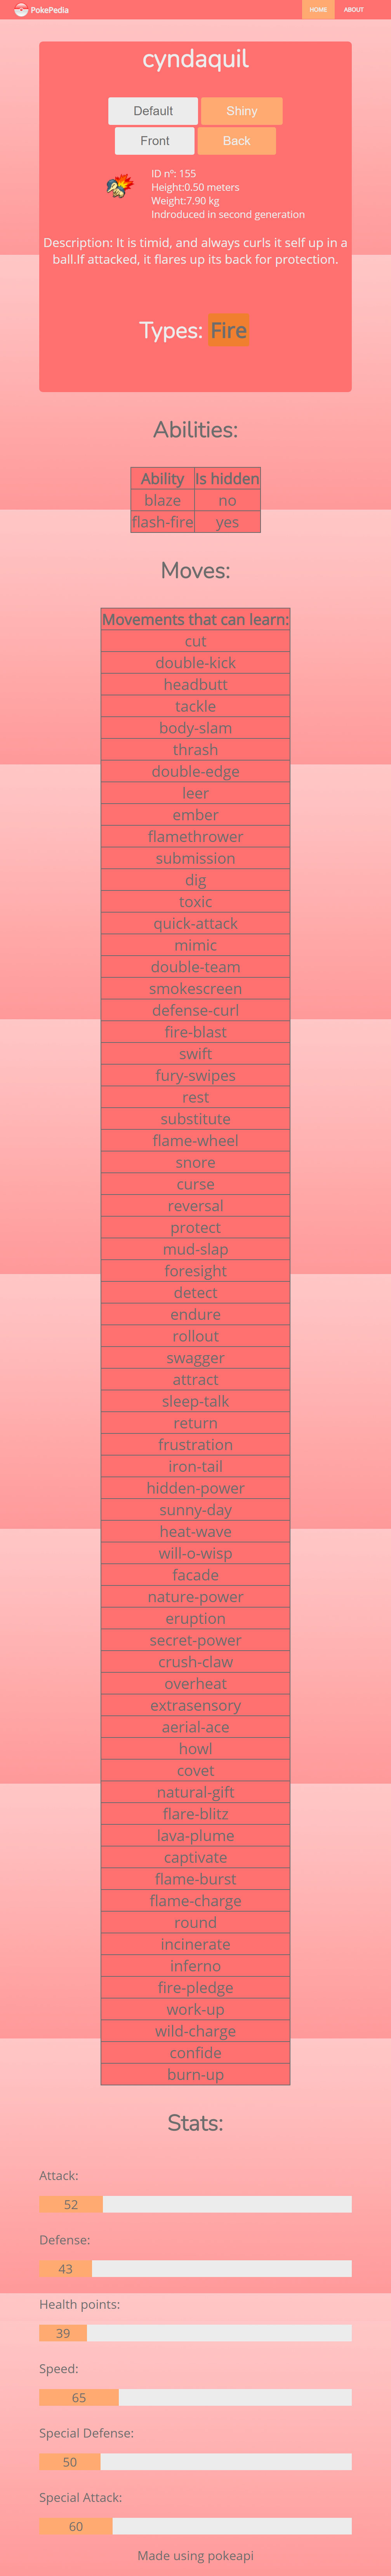 PokePedia
HOME ABOUT
cyndaquil
Default Shiny
Front Back
ID nº: 155
Height:0.50 meters
Weight:7.90 kg
Indroduced in second generation
Description: It is timid, and always curls it self up in a
ball.If attacked, it flares up its back for protection.
Types: Fire
Abilities:
Ability Is hidden
blaze no
flash-fire yes
Moves:
Movements that can learn:
cut
double-kick
headbutt
tackle
body-slam
thrash
double-edge
leer
ember
flamethrower
submission
dig
toxic
quick-attack
mimic
double-team
smokescreen
defense-curl
fire-blast
swift
fury-swipes
rest
substitute
flame-wheel
snore
curse
reversal
protect
mud-slap
foresight
detect
endure
rollout
swagger
attract
sleep-talk
return
frustration
iron-tail
hidden-power
sunny-day
heat-wave
will-o-wisp
facade
nature-power
eruption
secret-power
crush-claw
overheat
extrasensory
aerial-ace
howl
covet
natural-gift
flare-blitz
lava-plume
captivate
flame-burst
flame-charge
round
incinerate
inferno
fire-pledge
work-up
wild-charge
confide
burn-up
Stats:
Attack:
52
Defense:
43
Health points:
39
Speed:
65
Special Defense:
50
Special Attack:
60
Made using pokeapi